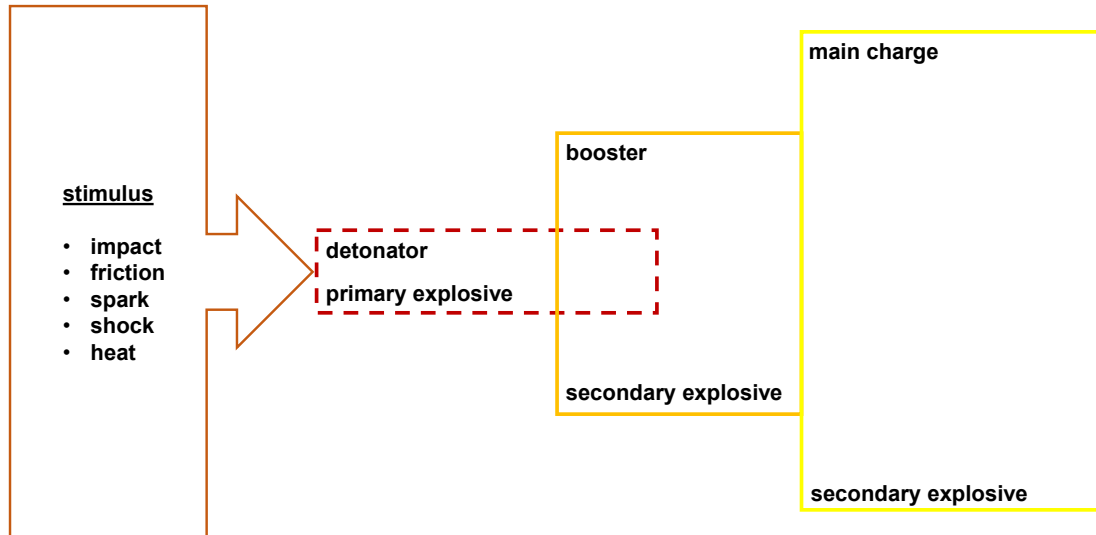 stimulus
• impact
• friction
• spark
• shock
• heat
detonator
primary explosive
booster
secondary explosive
main charge
secondary explosive